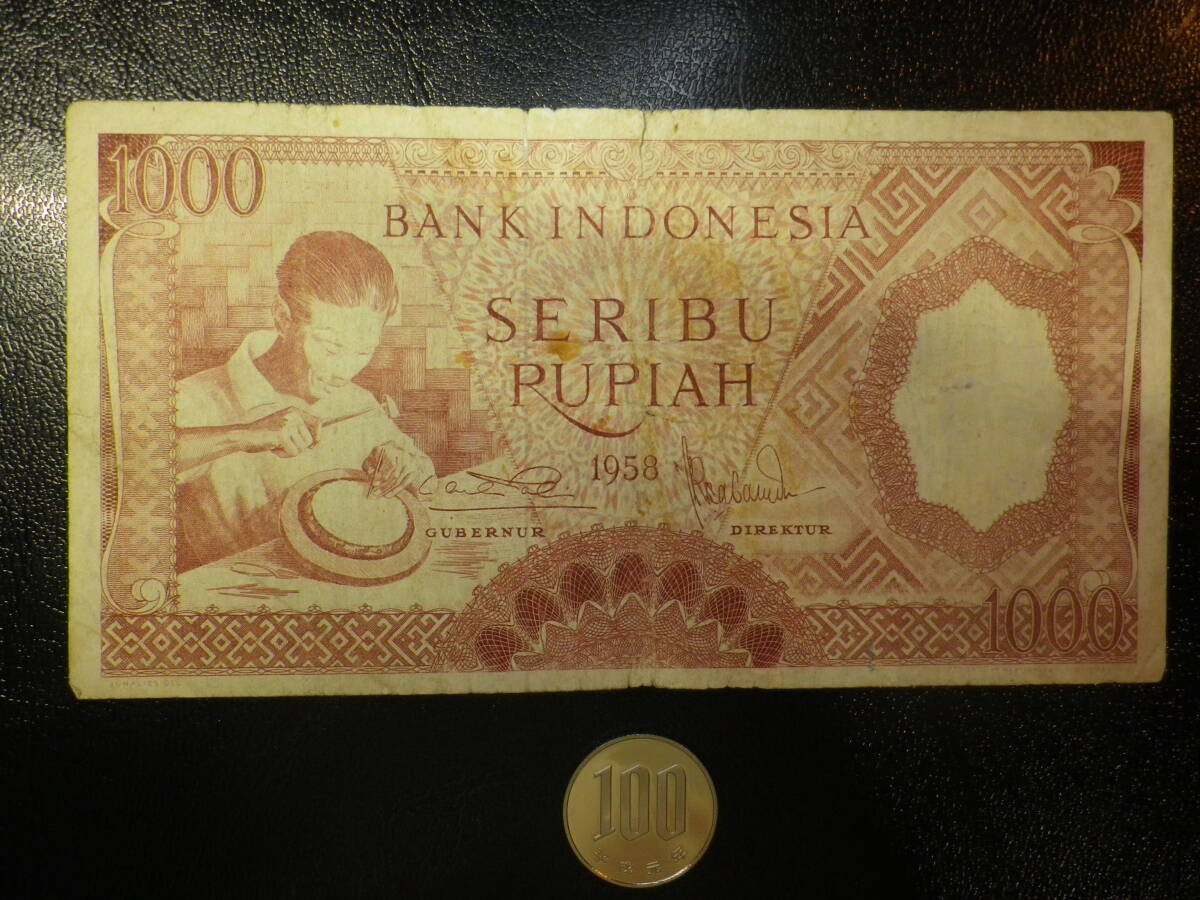 1000
BANK INDONESIA
SERIBU
RUPIAH
1958
GUBERNUR
DIREKTUR
1000
100